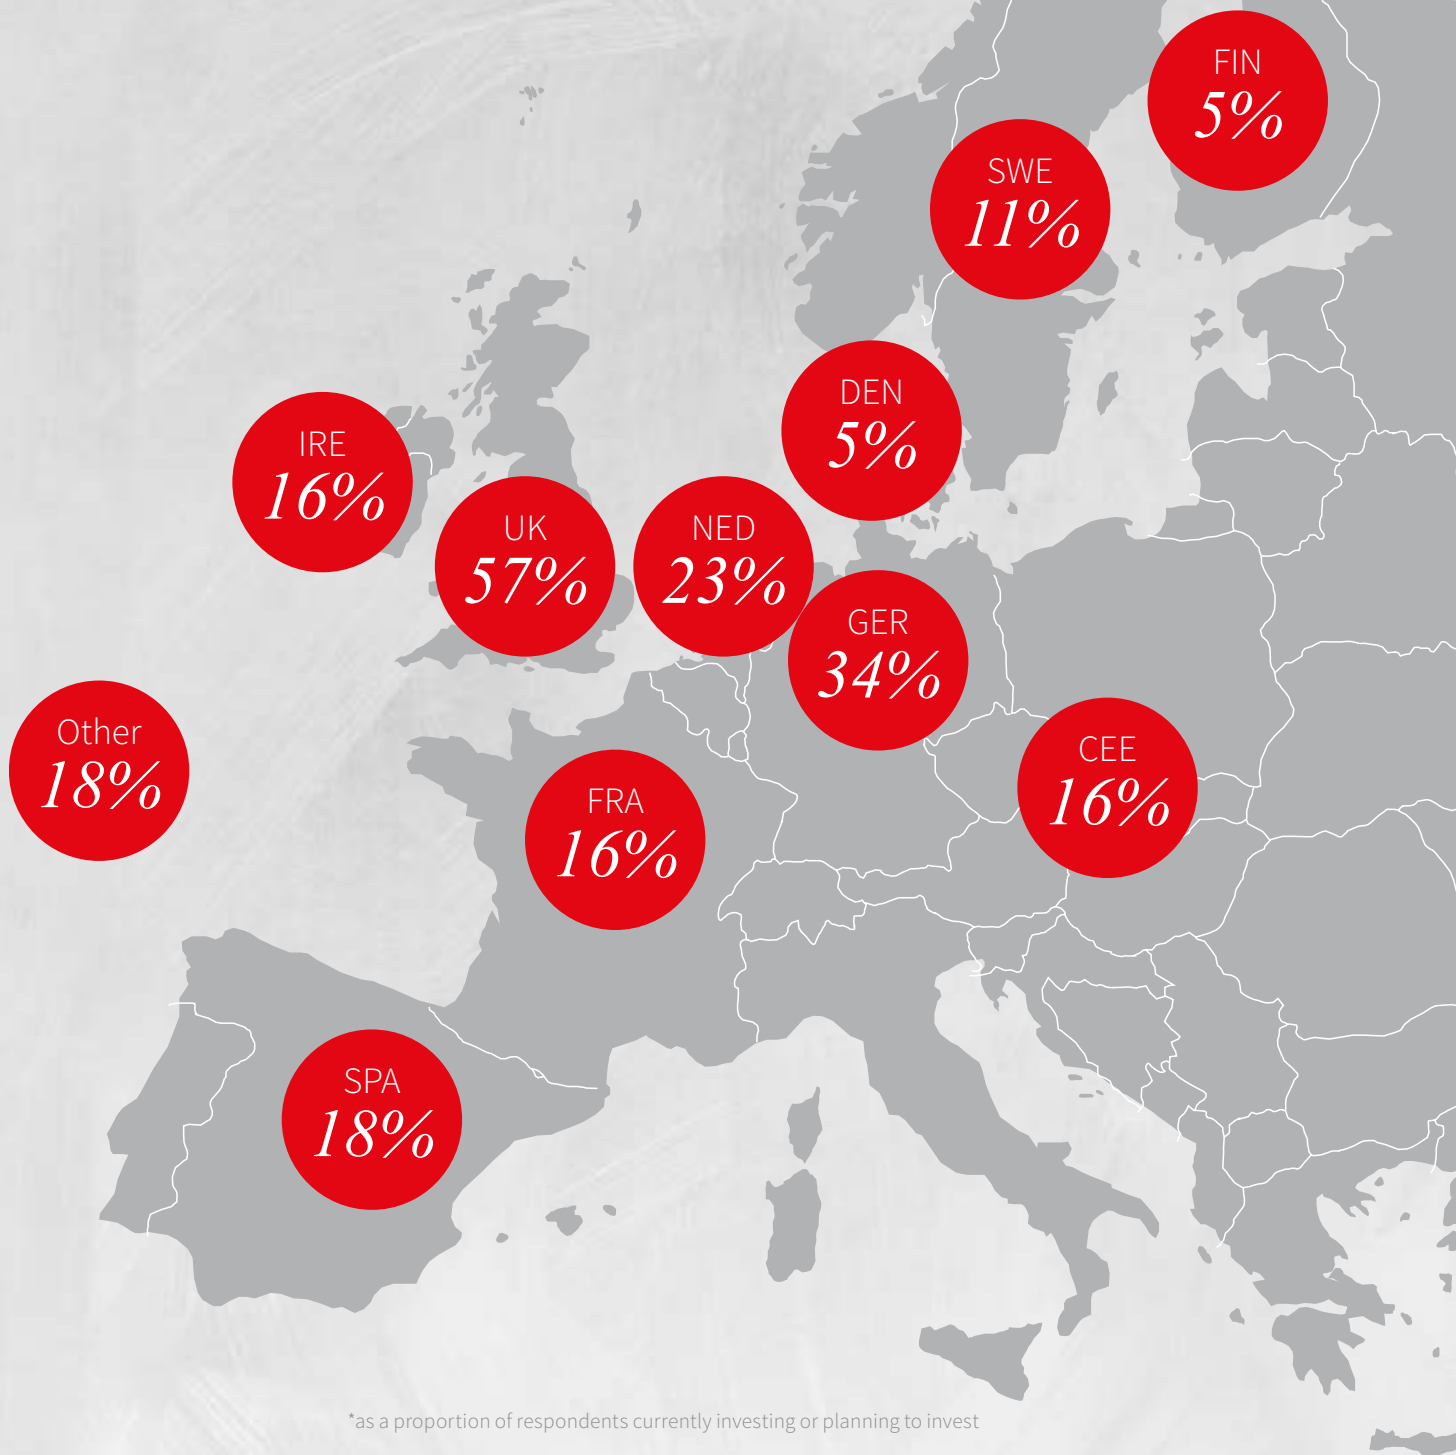 FIN
5%
SWE
11%
DEN
5%
IRE
16%
UK
57%
NED
23%
GER
34%
Other
18%
FRA
16%
CEE
16%
SPA
18%
*as a proportion of respondents currently investing or planning to invest